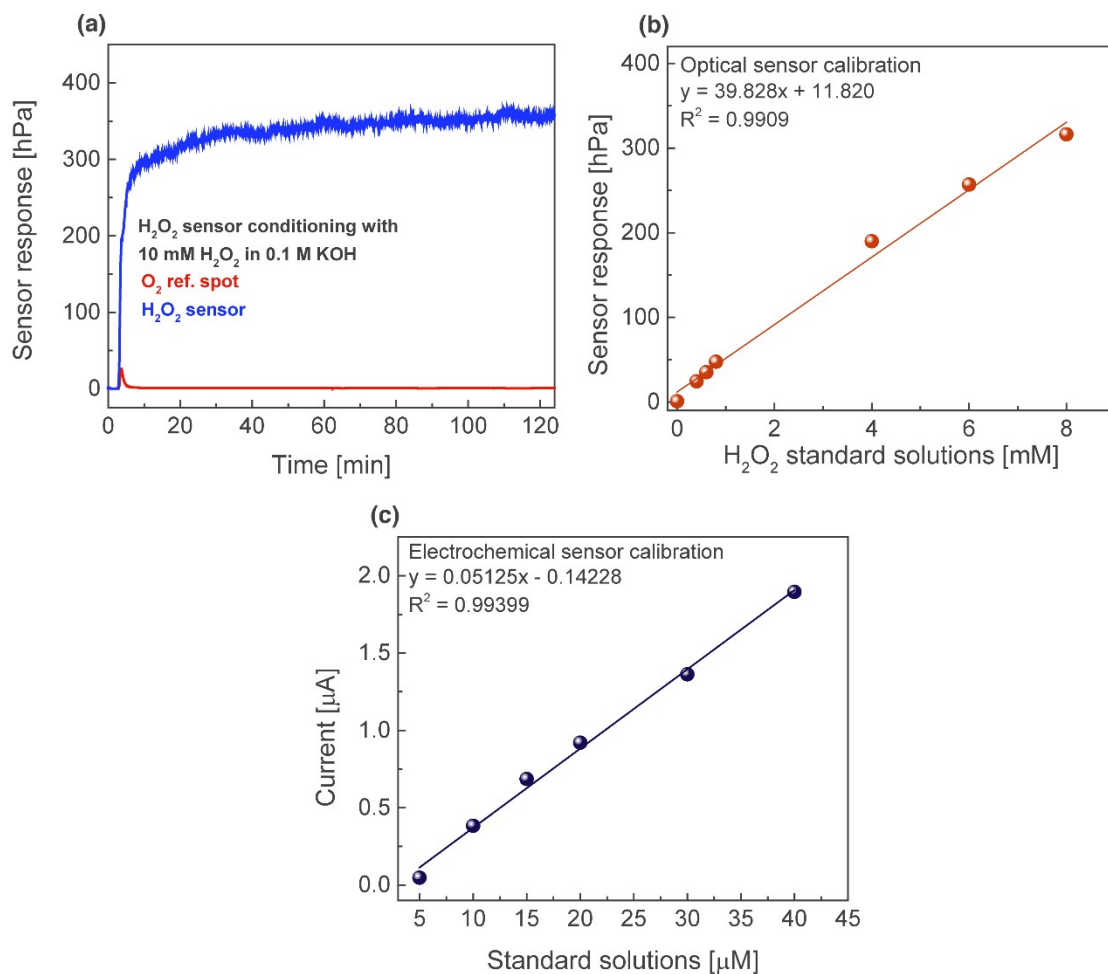 (a)
400
300
200
100
0
Sensor response [hPa]
H₂O₂ sensor conditioning with
10 mM H₂O₂ in 0.1 M KOH
O₂ ref. spot
H₂O₂ sensor
0 20 40 60 80 100 120
Time [min]
(b)
Optical sensor calibration
y = 39.828x + 11.820
R² = 0.9909
400
300
200
100
0
Sensor response [hPa]
0 2 4 6 8
H₂O₂ standard solutions [mM]
(c)
Electrochemical sensor calibration
y = 0.05125x - 0.14228
R² = 0.99399
2.0
1.5
1.0
0.5
0.0
Current [μA]
5 10 15 20 25 30 35 40 45
Standard solutions [μM]